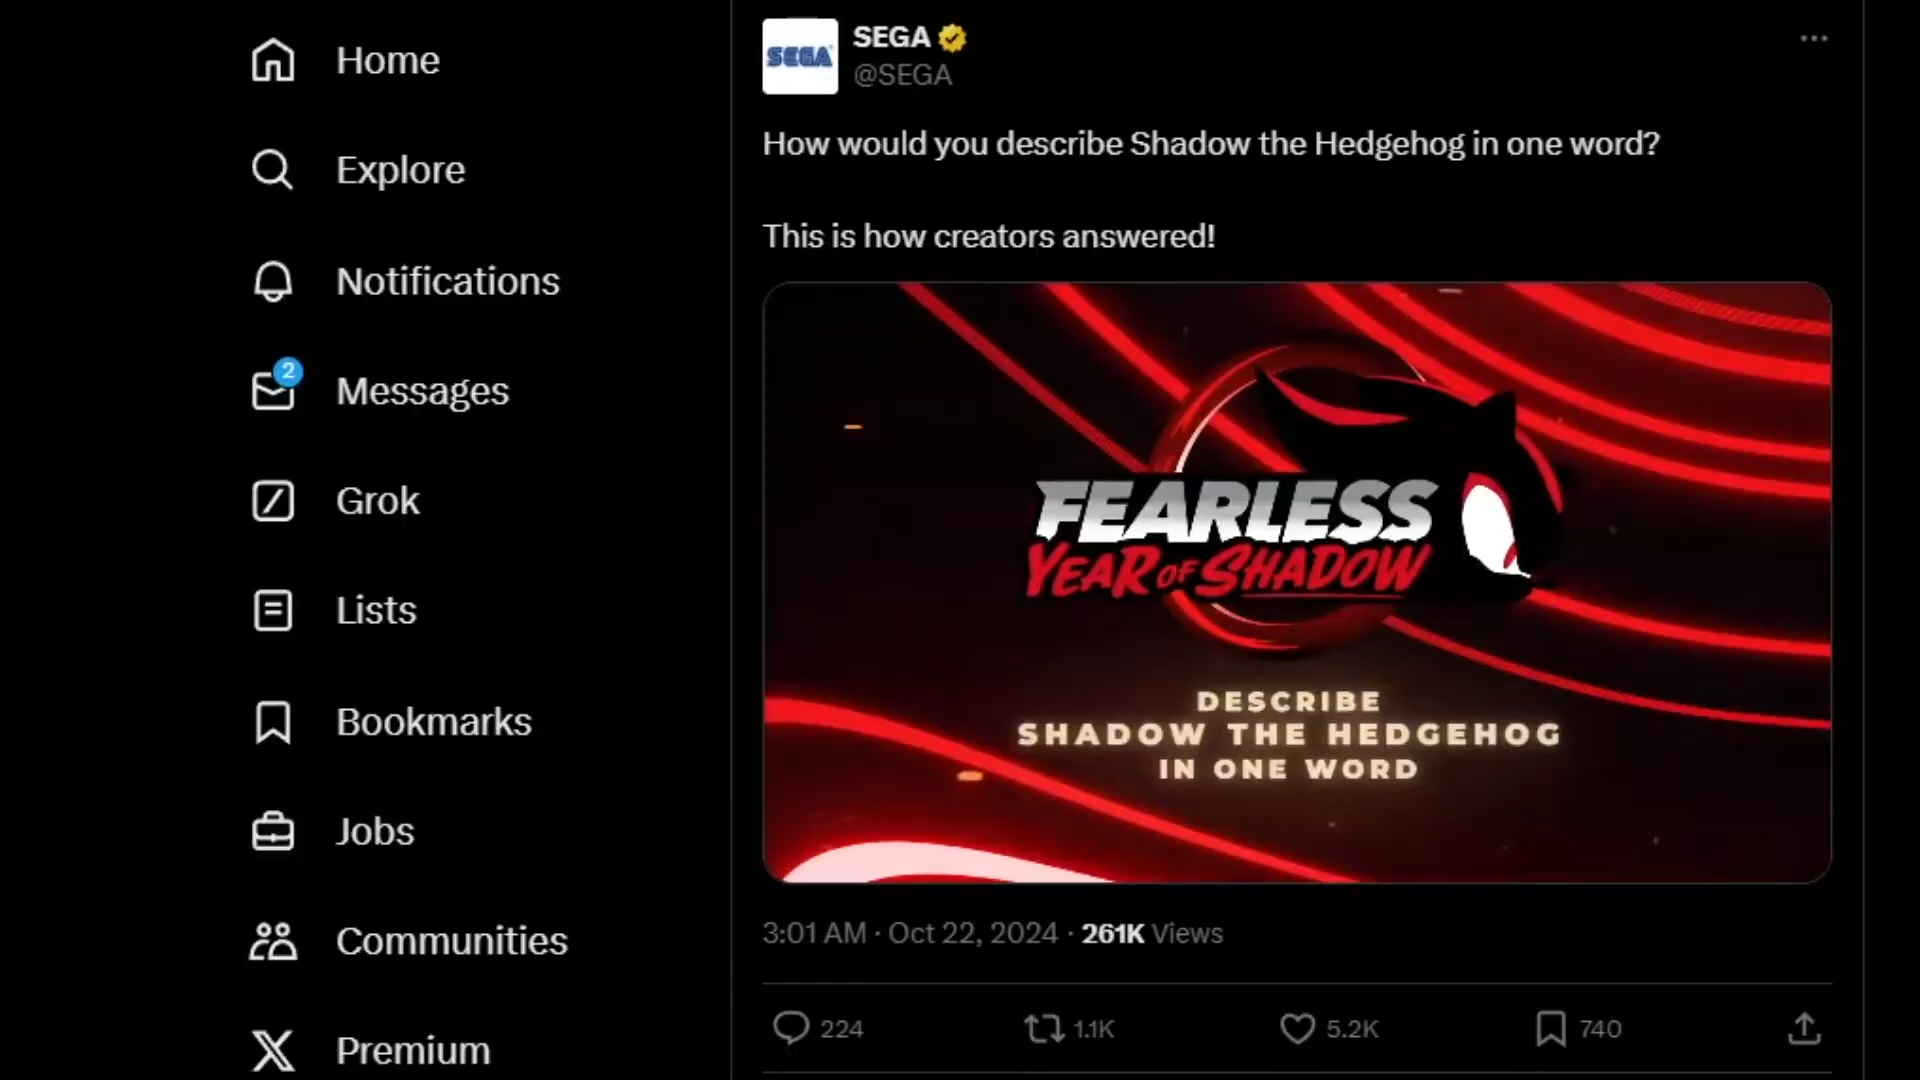 Home
Explore
Notifications
2
Messages
Grok
Lists
Bookmarks
Jobs
Communities
Premium
SEGA
SEGA
@SEGA
How would you describe Shadow the Hedgehog in one word?
This is how creators answered!
FEARLESS
YEAR OF SHADOW
DESCRIBE
SHADOW THE HEDGEHOG
IN ONE WORD
3:01 AM · Oct 22, 2024 · 261K Views
224 1.1K 5.2K 740